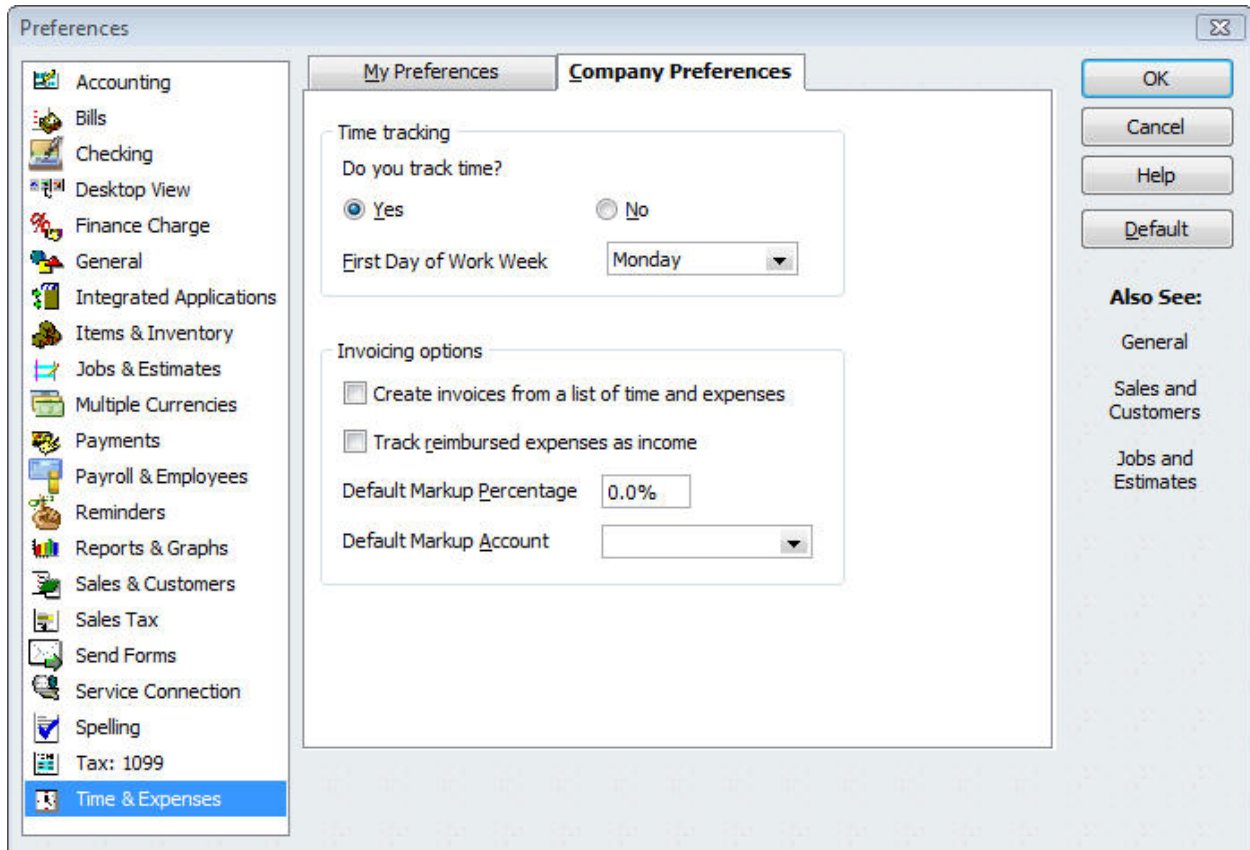 Preferences
Accounting
Bills
Checking
Desktop View
Finance Charge
General
Integrated Applications
Items & Inventory
Jobs & Estimates
Multiple Currencies
Payments
Payroll & Employees
Reminders
Reports & Graphs
Sales & Customers
Sales Tax
Send Forms
Service Connection
Spelling
Tax: 1099
Time & Expenses
My Preferences
Company Preferences
Time tracking
Do you track time?
Yes
No
First Day of Work Week
Monday
Invoicing options
Create invoices from a list of time and expenses
Track reimbursed expenses as income
Default Markup Percentage
0.0%
Default Markup Account
OK
Cancel
Help
Default
Also See:
General
Sales and
Customers
Jobs and
Estimates